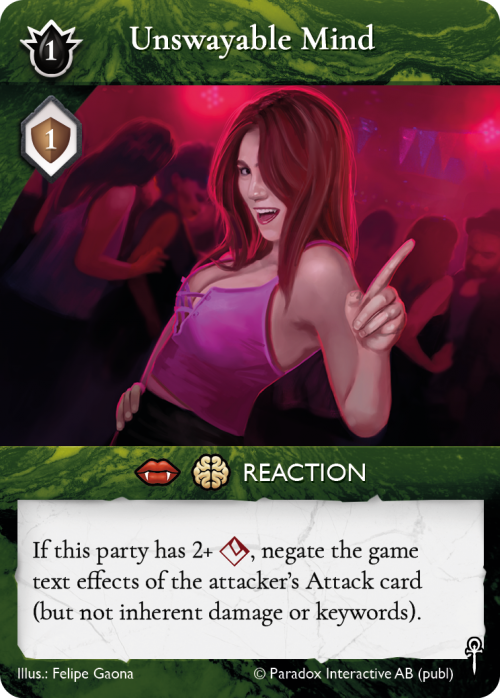 1
Unswayable Mind
1
REACTION
If this party has 2+ , negate the game
text effects of the attacker's Attack card
(but not inherent damage or keywords).
Illus.: Felipe Gaona
© Paradox Interactive AB (publ)